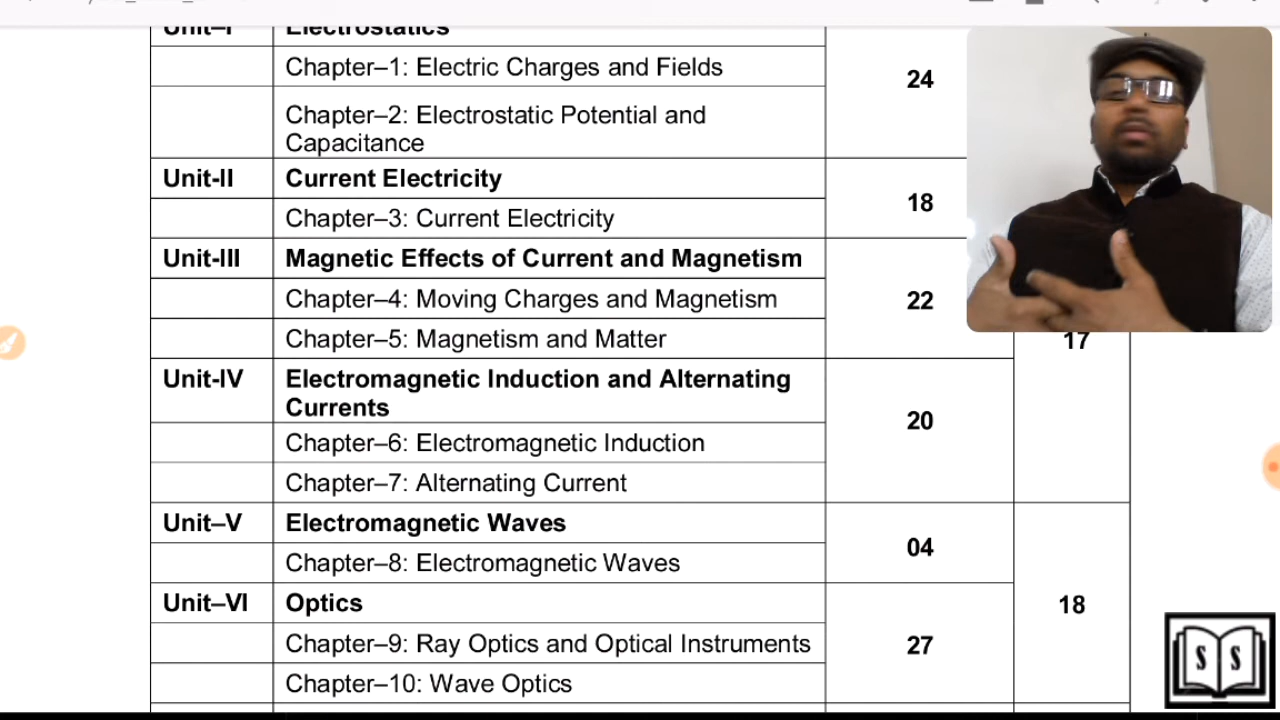 Unit–I Electrostatics
Chapter–1: Electric Charges and Fields
24
Chapter–2: Electrostatic Potential and
Capacitance
Unit-II Current Electricity
18
Chapter–3: Current Electricity
Unit-III Magnetic Effects of Current and Magnetism
Chapter–4: Moving Charges and Magnetism
22
Chapter–5: Magnetism and Matter
17
Unit-IV Electromagnetic Induction and Alternating
Currents
20
Chapter–6: Electromagnetic Induction
Chapter–7: Alternating Current
Unit–V Electromagnetic Waves
04
Chapter–8: Electromagnetic Waves
Unit–VI Optics
18
Chapter–9: Ray Optics and Optical Instruments
27
Chapter–10: Wave Optics
S S